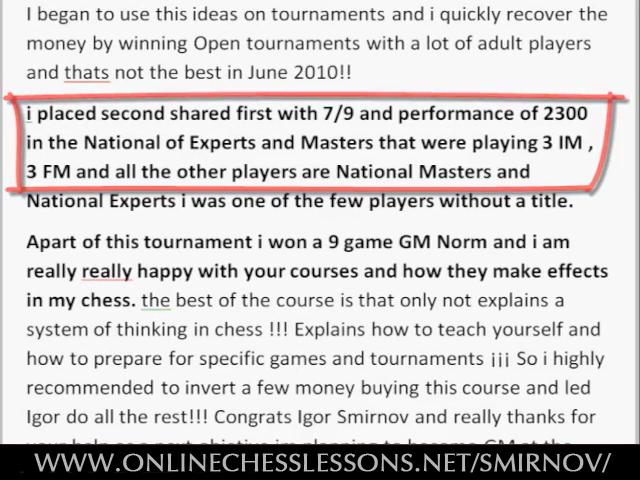 I began to use this ideas on tournaments and i quickly recover the
money by winning Open tournaments with a lot of adult players
and thats not the best in June 2010!!
i placed second shared first with 7/9 and performance of 2300
in the National of Experts and Masters that were playing 3 IM ,
3 FM and all the other players are National Masters and
National Experts i was one of the few players without a title.
Apart of this tournament i won a 9 game GM Norm and i am
really really happy with your courses and how they make effects
in my chess. the best of the course is that only not explains a
system of thinking in chess !!! Explains how to teach yourself and
how to prepare for specific games and tournaments ¡¡¡ So i highly
recommended to invert a few money buying this course and led
Igor do all the rest!!! Congrats Igor Smirnov and really thanks for
WWW.ONLINECHESSLESSONS.NET/SMIRNOV/